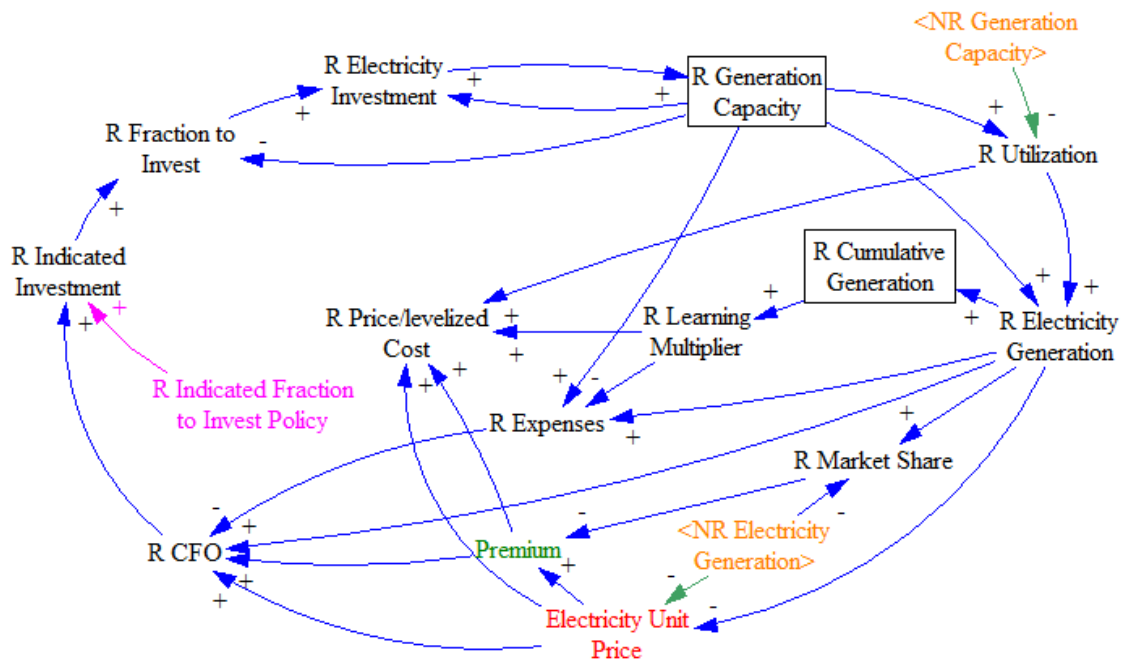 <NR Generation
Capacity>
R Electricity
Investment
R Generation
Capacity
R Fraction to
Invest
R Utilization
R Indicated
Investment
R Cumulative
Generation
R Price/levelized
Cost
R Learning
Multiplier
R Electricity
Generation
R Indicated Fraction
to Invest Policy
R Expenses
R Market Share
<NR Electricity
Generation>
R CFO
Premium
Electricity Unit
Price